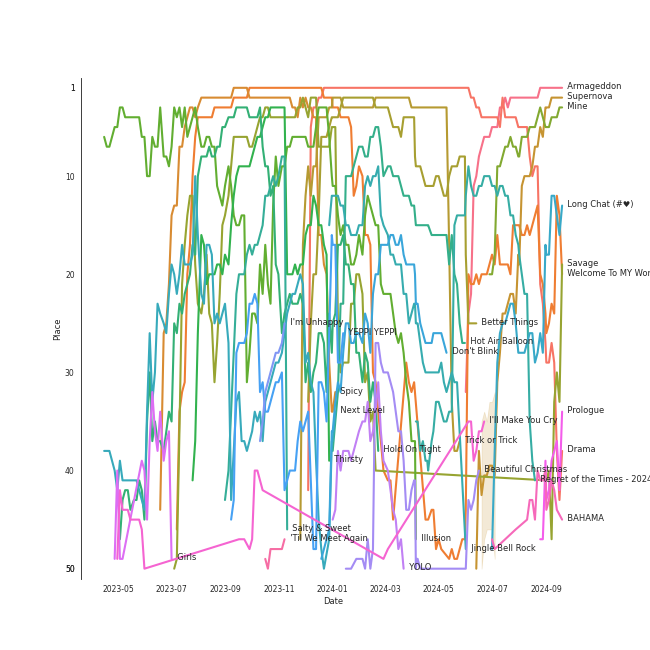 1
Armageddon
Supernova
Mine
10
Long Chat (#♥)
20
Savage
Welcome To MY Wor
I'm Unhappy
Better Things
YEPPI YEPPI
Hot Air Balloon
Don't Blink
30
Spicy
Next Level
Prologue
I'll Make You Cry
Trick or Trick
Hold On Tight
Drama
Thirsty
40
Beautiful Christmas
Regret of the Times - 2024
BAHAMA
Salty & Sweet
'Til We Meet Again
Illusion
Jingle Bell Rock
Girls
YOLO
50
Place
2023-05
2023-07
2023-09
2023-11
2024-01
2024-03
2024-05
2024-07
2024-09
Date